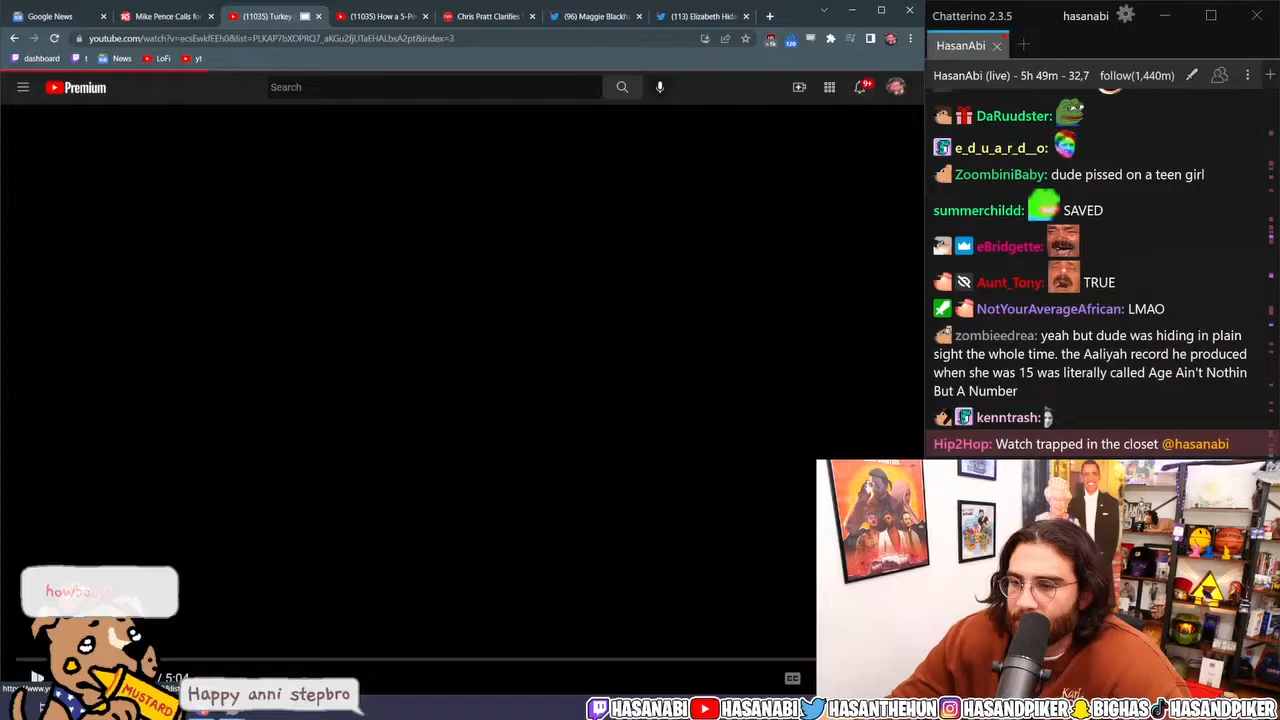 Google News
Mike Pence Calls fo
(11035) Turkey
(11035) How a 5-Pe
Chris Pratt Clarifies
(96) Maggie Blackh
(113) Elizabeth Hid
youtube.com/watch?v=ecsEwkfEEh0&list=PLKAP7bXOPRQ7_aKGu2fjUTaEHALbsA2pt&index=3
dashboard
t
News
LoFi
yt
Premium
Search
9+
Chatterino 2.3.5
hasanabi
HasanAbi
HasanAbi (live) - 5h 49m - 32,7
follow(1,440m)
DaRuudster:
e_d_u_a_r_d__o:
ZoombiniBaby: dude pissed on a teen girl
summerchildd: SAVED
eBridgette:
Aunt_Tony: TRUE
NotYourAverageAfrican: LMAO
zombieedrea: yeah but dude was hiding in plain
sight the whole time. the Aaliyah record he produced
when she was 15 was literally called Age Ain't Nothin
But A Number
kenntrash:
Hip2Hop: Watch trapped in the closet @hasanabi
/ 5:04
MUSTARD
Happy anni stepbro
HASANABI
HASANABI
HASANTHEHUN
HASANDPIKER
BIGHAS
HASANDPIKER